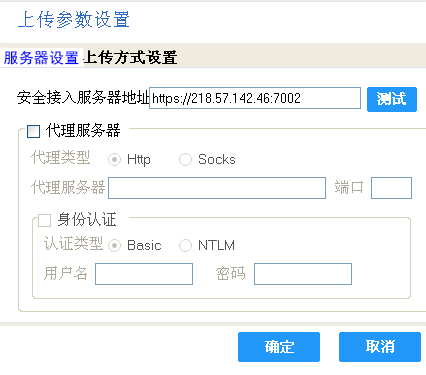 上传参数设置
服务器设置 上传方式设置
安全接入服务器地址 https://218.57.142.46:7002 测试
代理服务器
代理类型 Http Socks
代理服务器 端口
身份认证
认证类型 Basic NTLM
用户名 密码
确定 取消